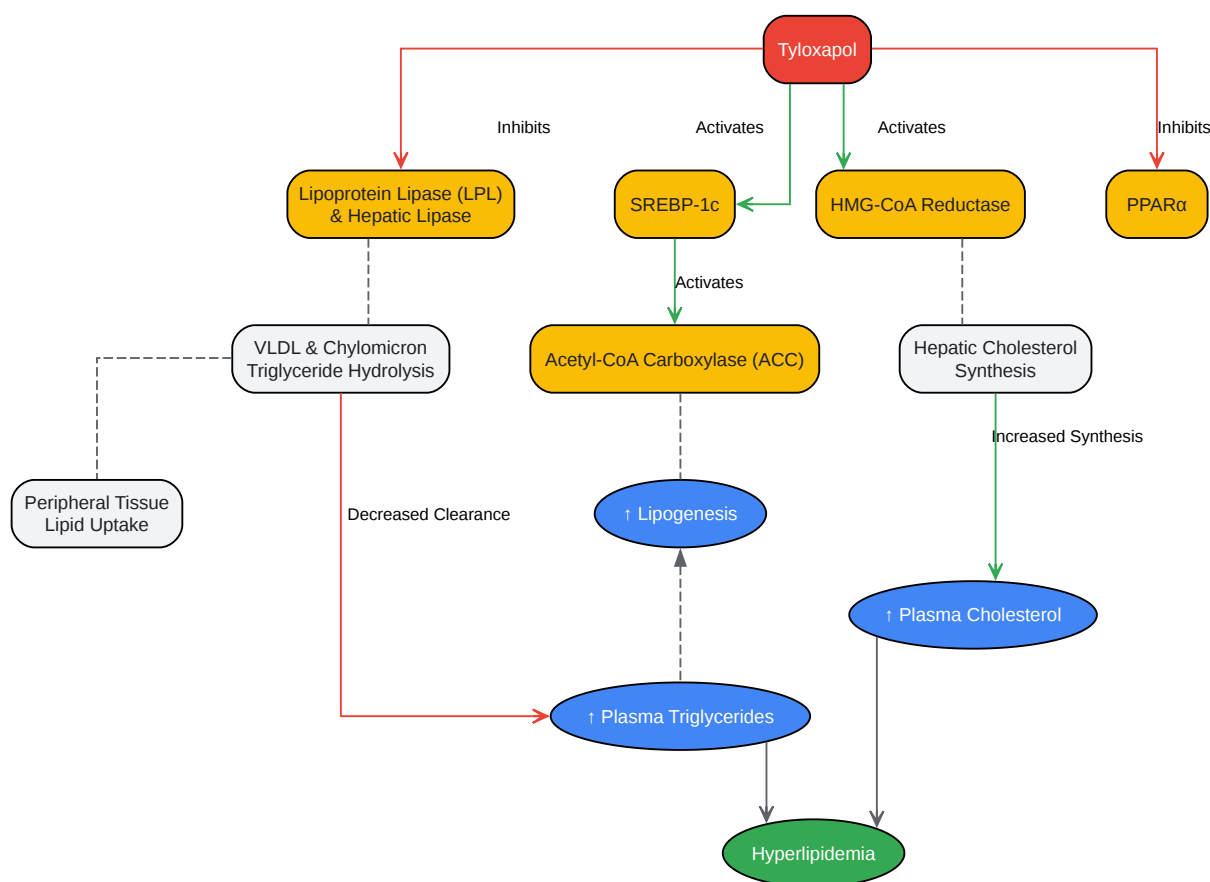 Tyloxapol
Inhibits
Activates
Activates
Inhibits
Lipoprotein Lipase (LPL)
& Hepatic Lipase
SREBP-1c
HMG-CoA Reductase
PPARα
Activates
VLDL & Chylomicron
Triglyceride Hydrolysis
Acetyl-CoA Carboxylase (ACC)
Hepatic Cholesterol
Synthesis
Increased Synthesis
Peripheral Tissue
Lipid Uptake
Decreased Clearance
↑ Lipogenesis
↑ Plasma Cholesterol
↑ Plasma Triglycerides
Hyperlipidemia